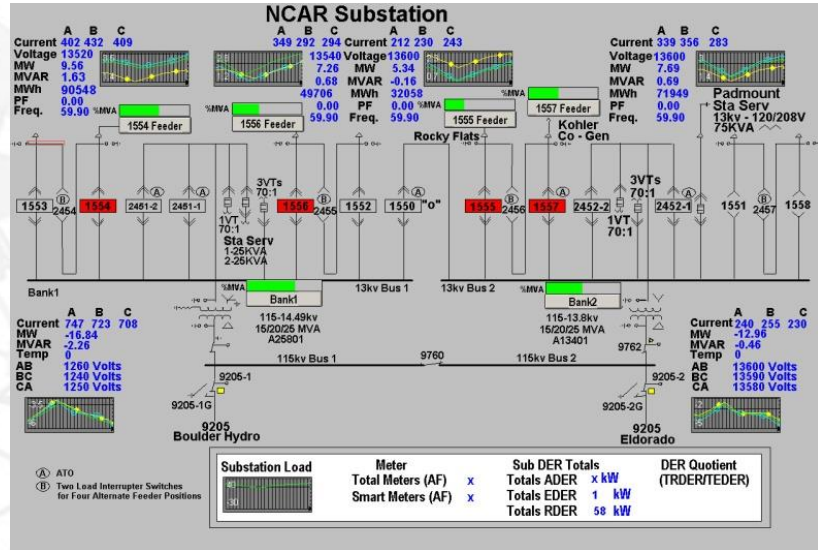 NCAR Substation
A B C
Current 402 432 409
Voltage 13520
MW 9.56
MVAR 1.63
MWh 90548
PF 0.00
Freq. 59.90
A B C
349 292 294
13540
7.26
0.68
49706
0.00
59.90
A B C
Current 212 230 243
Voltage 13600
MW 5.34
MVAR -0.16
MWh 32058
PF 0.00
Freq. 59.90
A B C
Current 339 356 283
Voltage 13600
MW 7.69
MVAR 0.69
MWh 71949
PF 0.00
Freq. 59.90
Padmount
Sta Serv
13kv - 120/208V
75KVA
%MVA
1554 Feeder
%MVA
1556 Feeder
%MVA
1555 Feeder
%MVA
1557 Feeder
Rocky Flats
Kohler
Co - Gen
1553
B
2454
1554
A
2451-2
A
2451-1
1VT
70:1
Sta Serv
1-25KVA
2-25KVA
3VTs
70:1
1556
B
2455
1552
A
1550
"o"
1555
B
2456
A
1557
2452-2
1VT
70:1
3VTs
70:1
A
2452-1
1551
B
2457
1558
Bank1
%MVA
Bank1
13kv Bus 1
13kv Bus 2
%MVA
Bank2
115-14.49kV
15/20/25 MVA
A25801
115-13.8kv
15/20/25 MVA
A13401
9762
A B C
Current 747 723 708
MW -16.84
MVAR -2.26
Temp 0
AB 1260 Volts
BC 1240 Volts
CA 1250 Volts
A B C
Current 240 255 230
MW -12.96
MVAR -0.46
Temp 0
AB 13600 Volts
BC 13590 Volts
CA 13580 Volts
115kv Bus 1
9760
115kv Bus 2
9205-1
9205-1G
9205
Boulder Hydro
9205-2
9205-2G
9205
Eldorado
A ATO
B Two Load Interrupter Switches
for Four Alternate Feeder Positions
Substation Load
Meter
Total Meters (AF) x
Smart Meters (AF) x
Sub DER Totals
Totals ADER x kW
Totals EDER 1 kW
Totals RDER 58 kW
DER Quotient
(TRDER/TEDER)